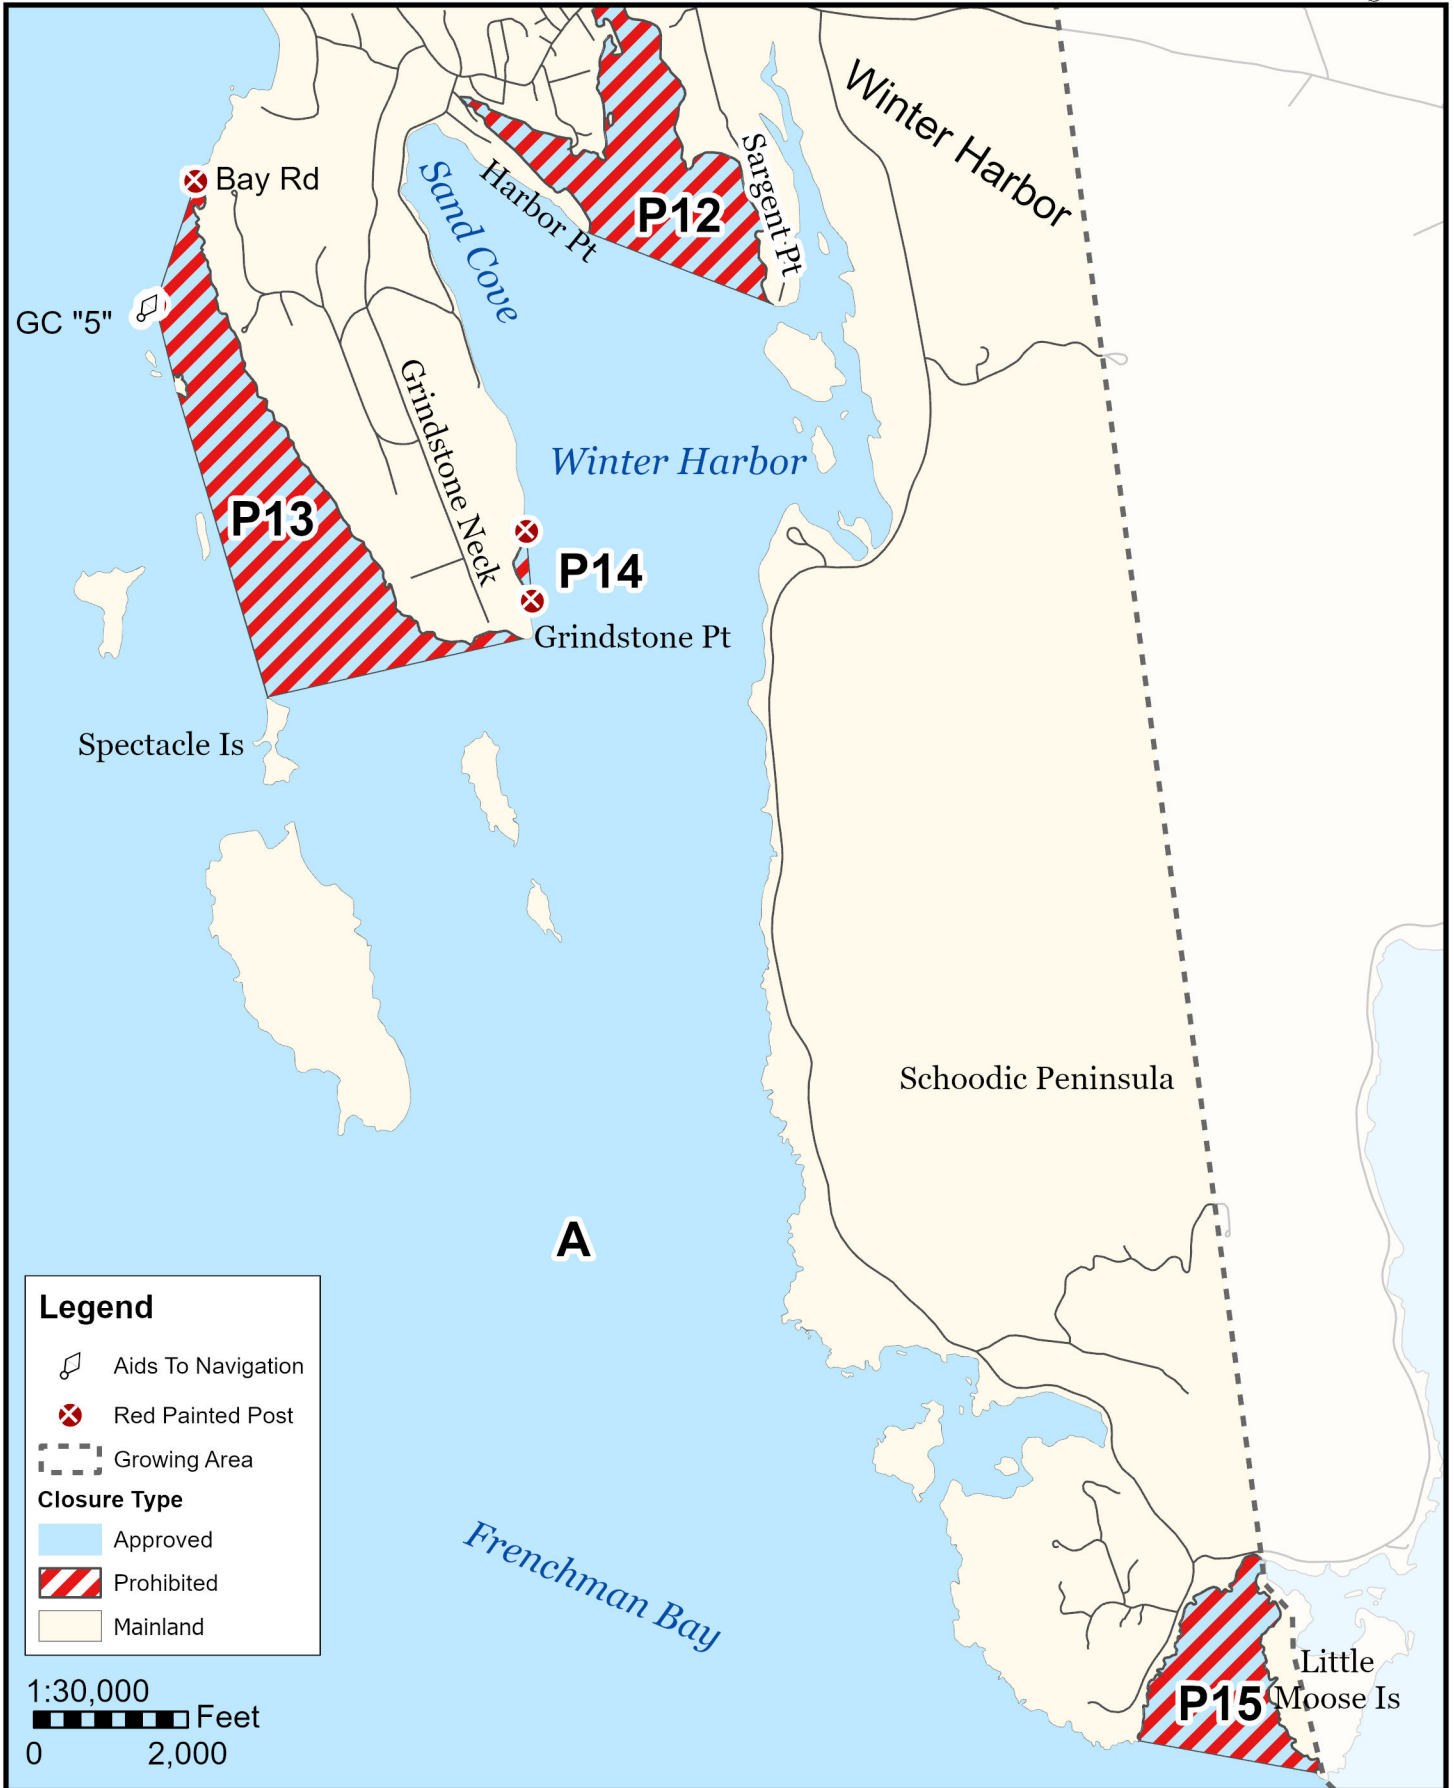 Winter Harbor
Bay Rd
Sand Cove
Harbor Pt
P12
Sargent Pt
GC "5"
Grindstone Neck
Winter Harbor
P13
P14
Grindstone Pt
Spectacle Is
Schoodic Peninsula
A
Legend
Aids To Navigation
Red Painted Post
Growing Area
Closure Type
Approved
Prohibited
Mainland
Frenchman Bay
1:30,000
Feet
0 2,000
P15
Little
Moose Is